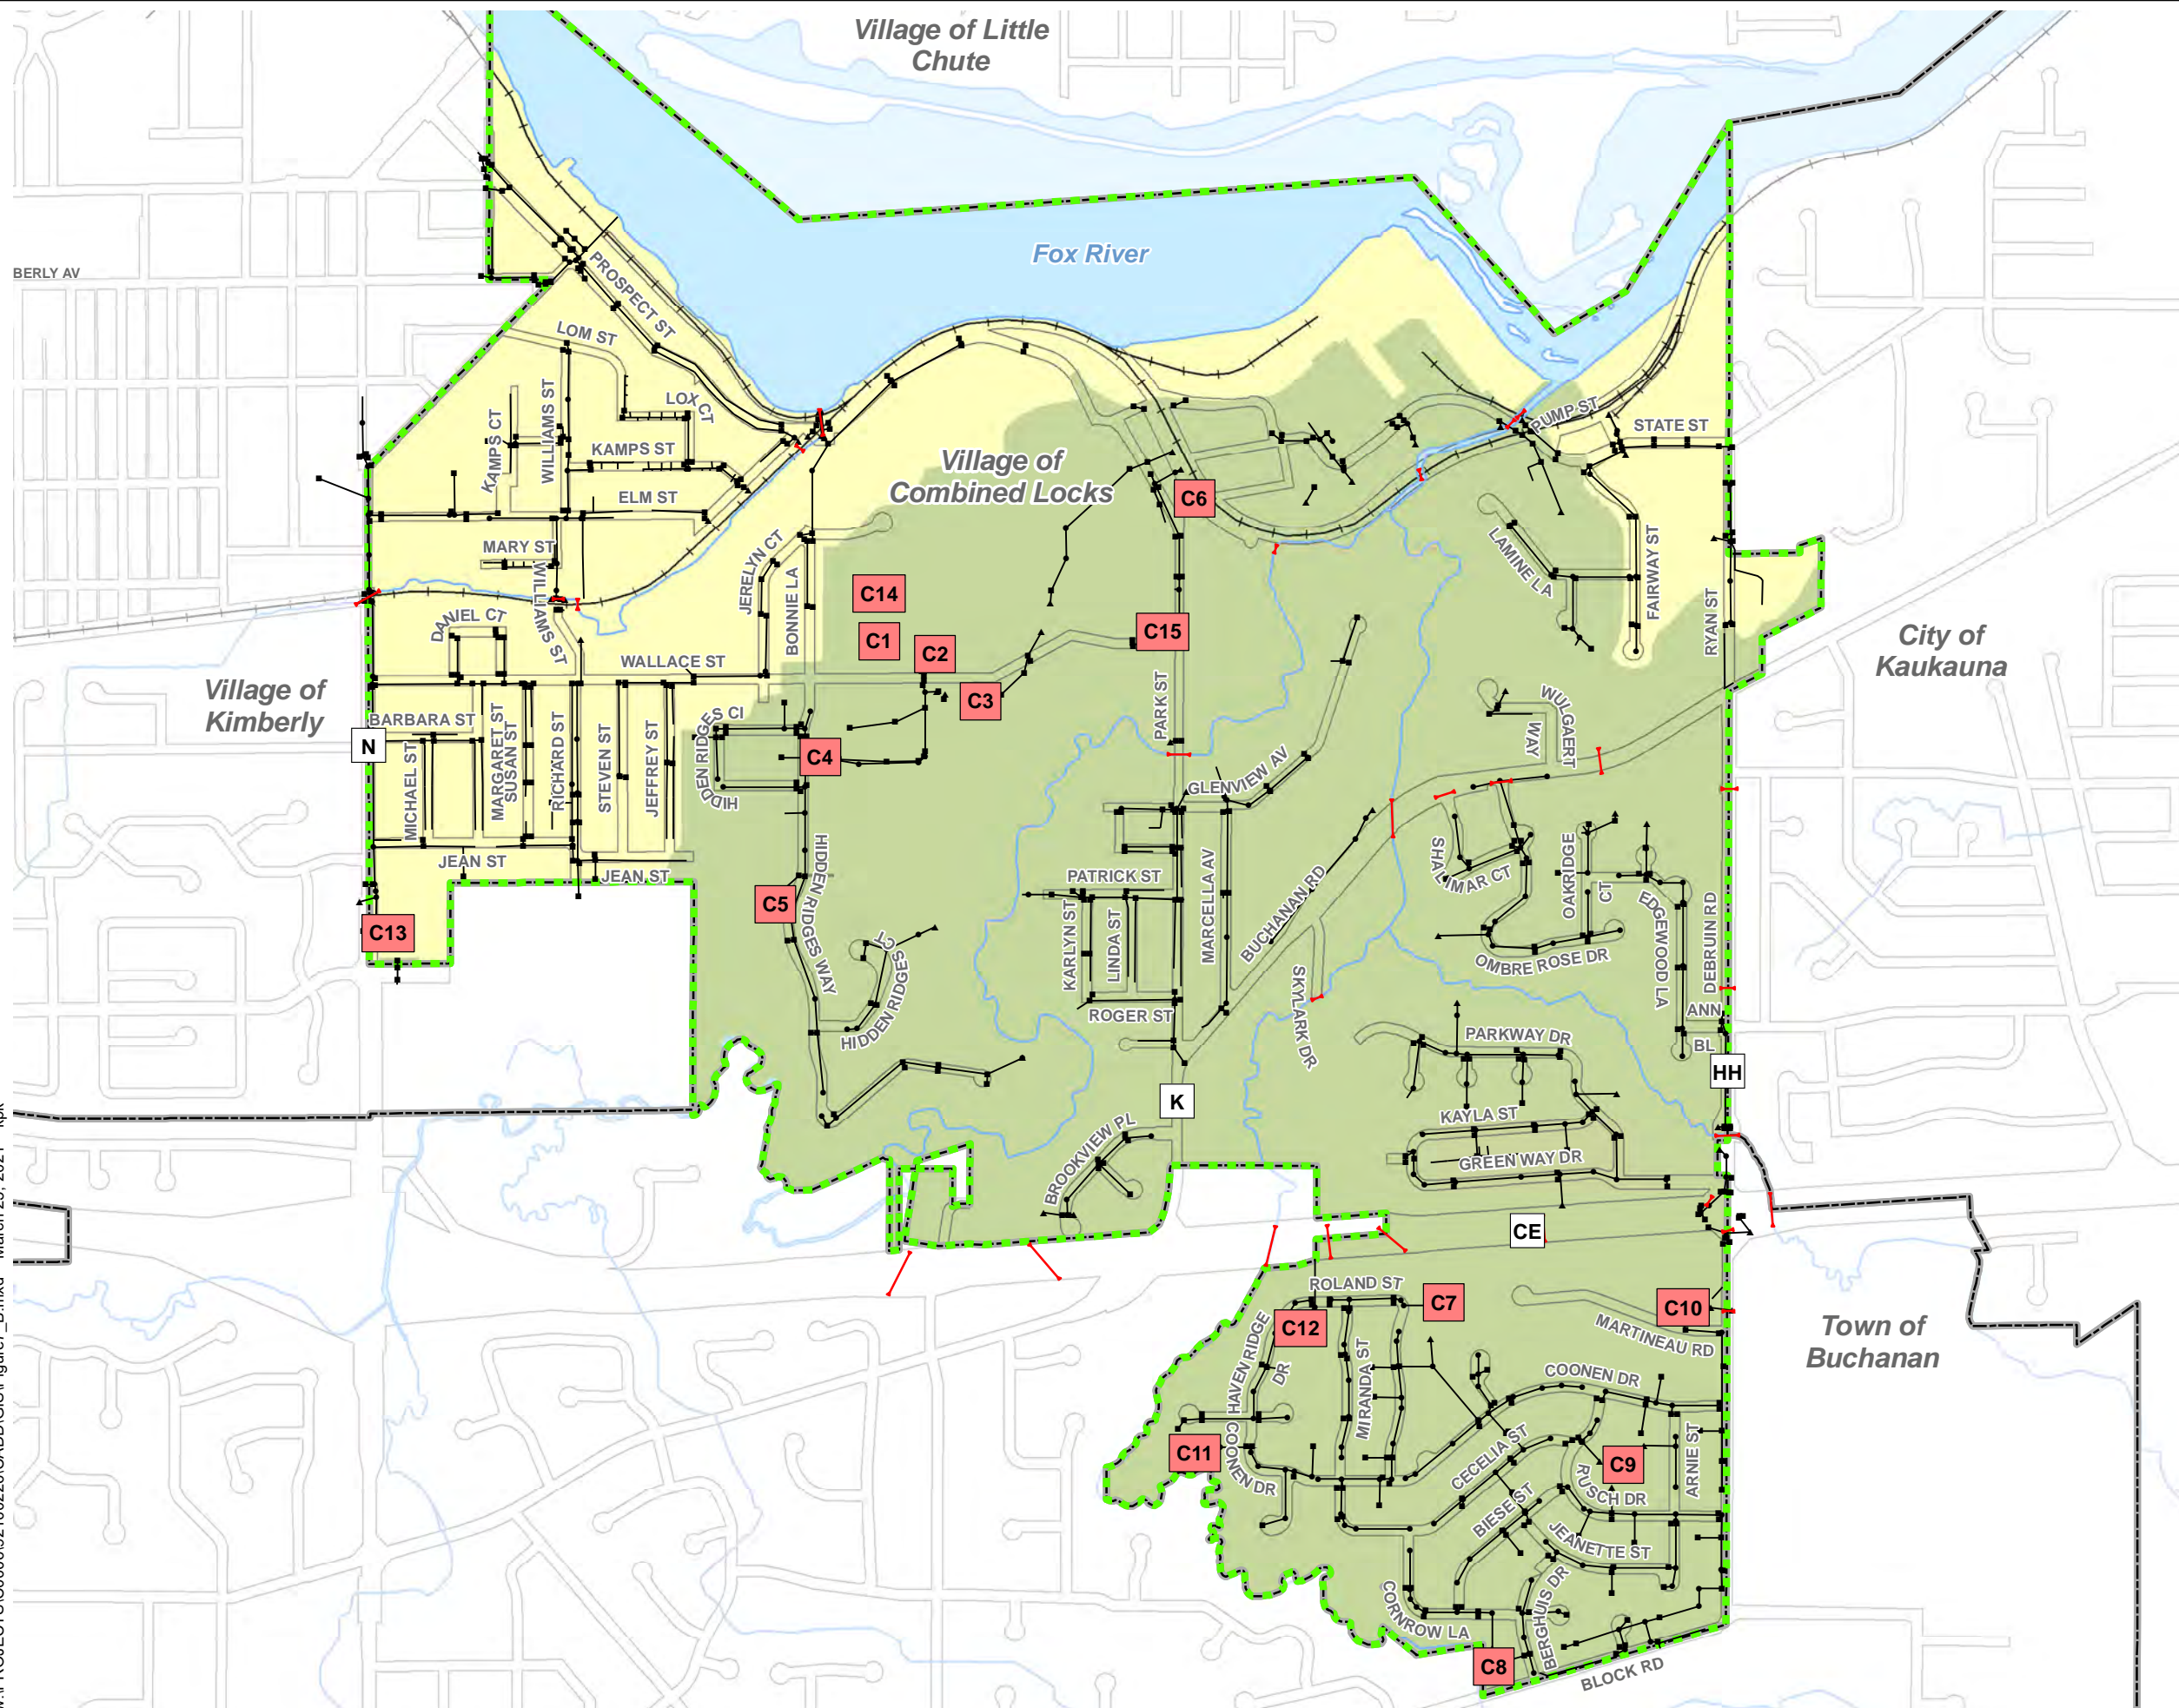 Village of Little
Chute
Fox River
BERLY AV
PROSPECT ST
LOM ST
LOX CT
WILLIAMS ST
KAMPS CT
KAMPS ST
ELM ST
MARY ST
WILLIAMS ST
DANIEL CT
JERELYN CT
BONNIE LA
WALLACE ST
Village of
Combined Locks
C6
PUMP ST
STATE ST
LAMINE LA
FAIRWAY ST
RYAN ST
City of
Kaukauna
C14
C1
C2
C3
C15
PARK ST
Village of
Kimberly
N
BARBARA ST
MICHAEL ST
MARGARET ST
SUSAN ST
RICHARD ST
STEVEN ST
JEFFREY ST
HIDDEN RIDGES CI
HIDDEN
C4
JEAN ST
JEAN ST
C13
C5
HIDDEN RIDGES WAY
HIDDEN RIDGES CT
GLENVIEW AV
PATRICK ST
KARLYN ST
LINDA ST
MARCELLA AV
BUCHANAN RD
ROGER ST
SKYLARK DR
WULGAERT
WAY
SHALIMAR CT
OAKRIDGE
CT
EDGEWOOD LA
OMBRE ROSE DR
DEBRUIN RD
ANN
BL
HH
PARKWAY DR
KAYLA ST
GREEN WAY DR
K
BROOKVIEW PL
CE
ROLAND ST
C7
C12
C10
MARTINEAU RD
Town of
Buchanan
HAVEN RIDGE
DR
MIRANDA ST
COONEN DR
C11
COONEN DR
CECELIA ST
C9
ARNIE ST
RUSCH DR
BIESE ST
JEANETTE ST
CORNROW LA
BERGHUIS DR
C8
BLOCK RD